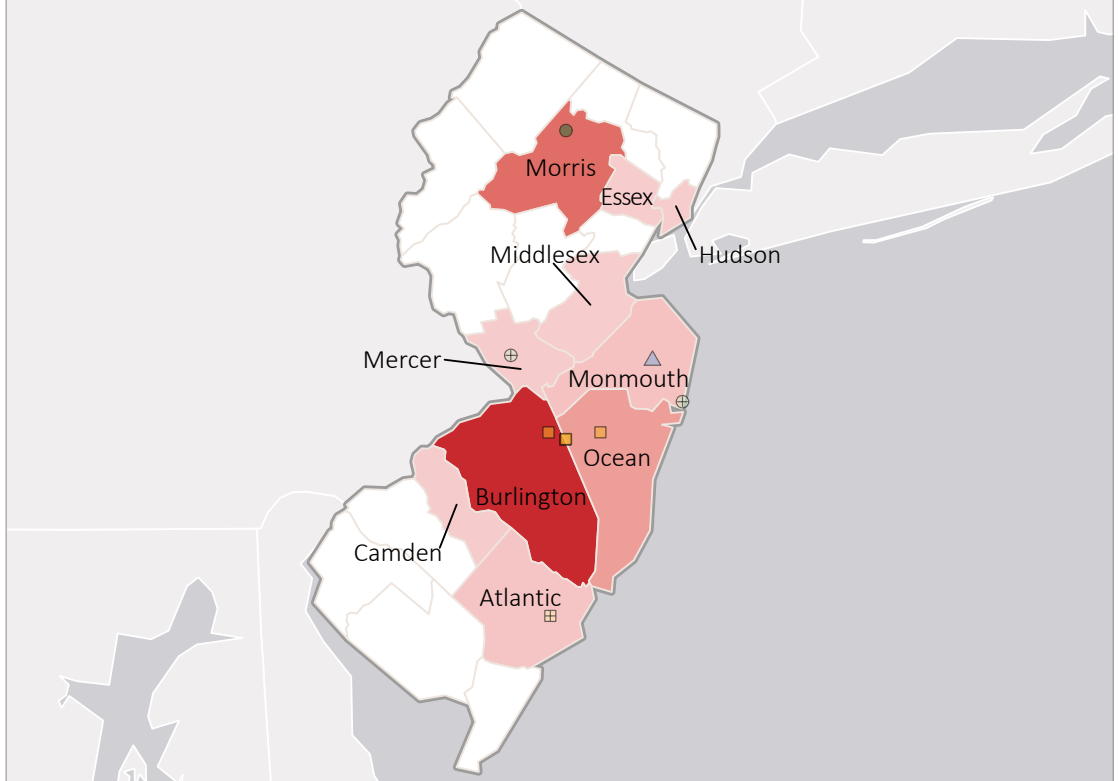 Morris
Essex
Middlesex
Hudson
Mercer
Monmouth
Ocean
Burlington
Camden
Atlantic